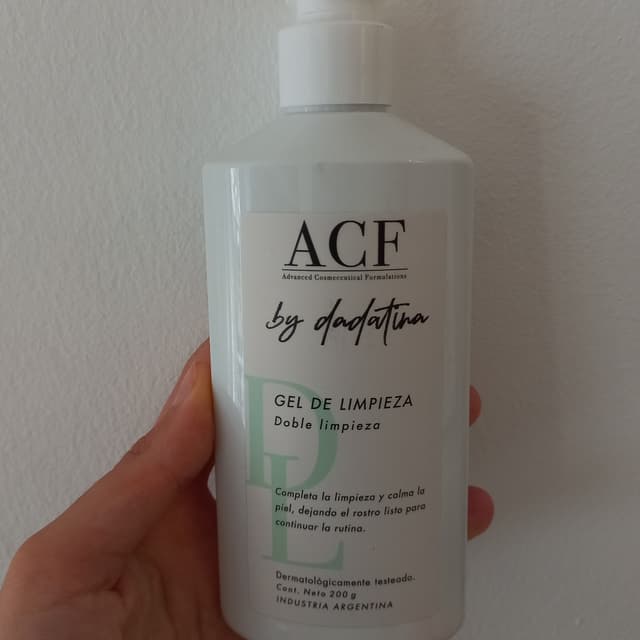 ACF
Advanced Cosmeceutical Formulations
by dadatina
DL
GEL DE LIMPIEZA
Doble limpieza
Completa la limpieza y calma la
piel, dejando el rostro listo para
continuar la rutina.
Dermatológicamente testeado.
Cont. Neto 200 g
INDUSTRIA ARGENTINA